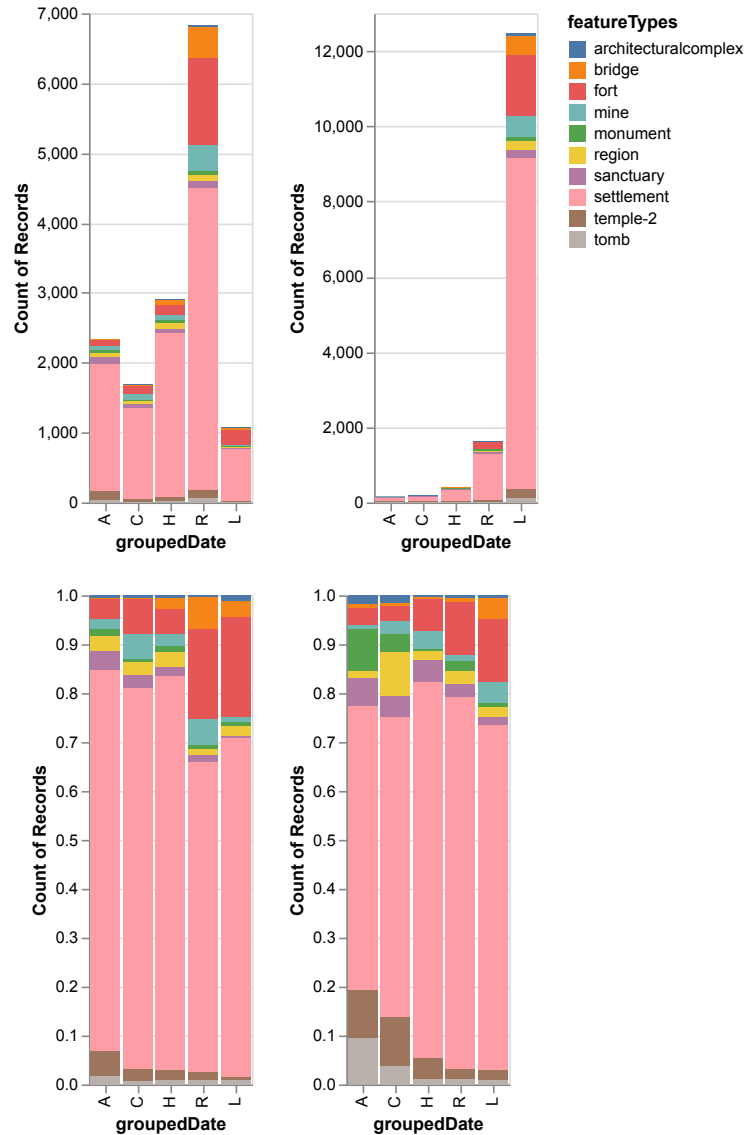 7,000
6,000
5,000
4,000
3,000
2,000
1,000
0
Count of Records
A
C
H
R
L
groupedDate
12,000
10,000
8,000
6,000
4,000
2,000
0
Count of Records
A
C
H
R
L
groupedDate
featureTypes
architecturalcomplex
bridge
fort
mine
monument
region
sanctuary
settlement
temple-2
tomb
1.0
0.9
0.8
0.7
0.6
0.5
0.4
0.3
0.2
0.1
0.0
Count of Records
A
C
H
R
L
groupedDate
1.0
0.9
0.8
0.7
0.6
0.5
0.4
0.3
0.2
0.1
0.0
Count of Records
A
C
H
R
L
groupedDate